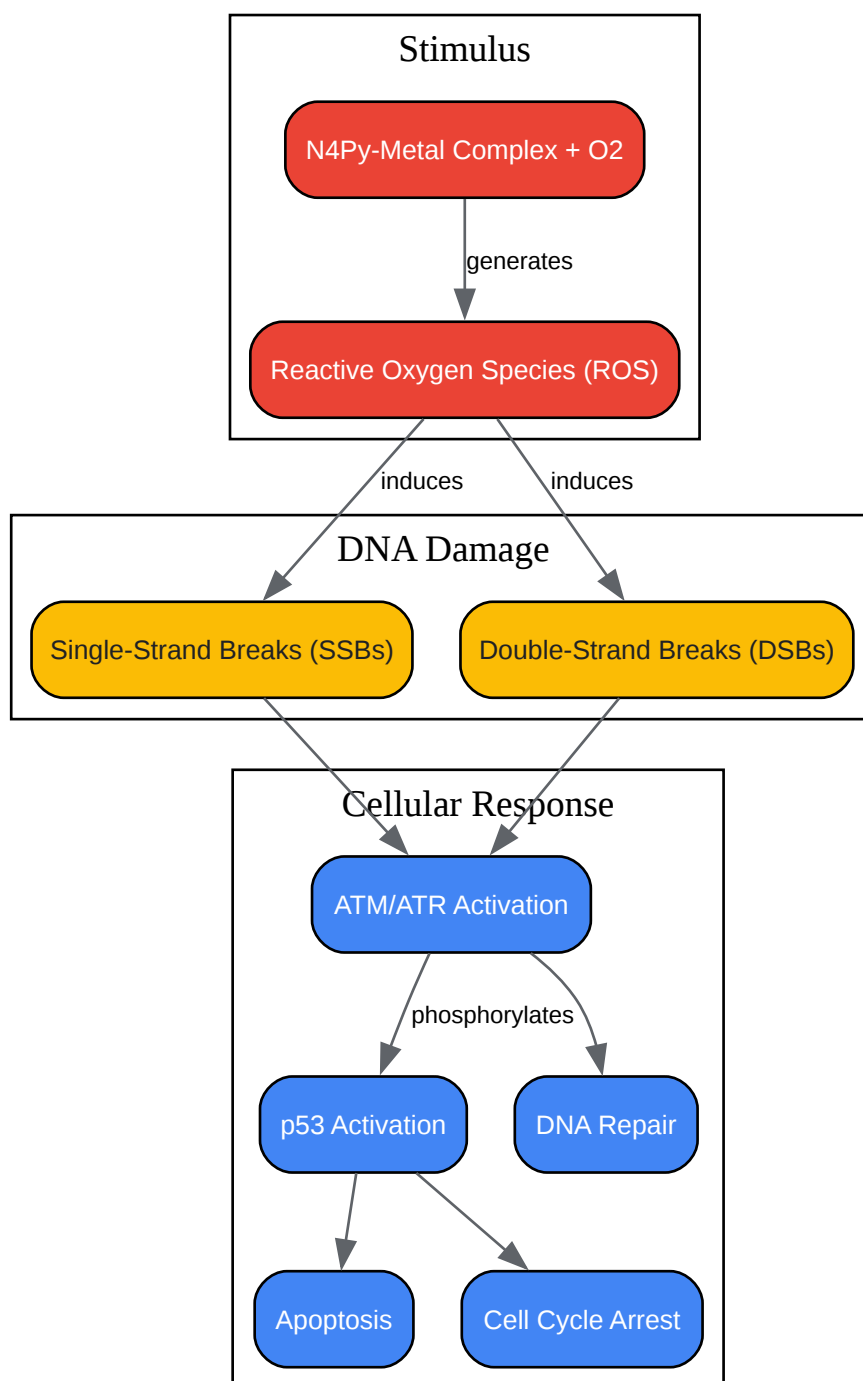 Stimulus
N4Py-Metal Complex + O2
generates
Reactive Oxygen Species (ROS)
induces
induces
DNA Damage
Single-Strand Breaks (SSBs)
Double-Strand Breaks (DSBs)
Cellular Response
ATM/ATR Activation
phosphorylates
p53 Activation
DNA Repair
Apoptosis
Cell Cycle Arrest